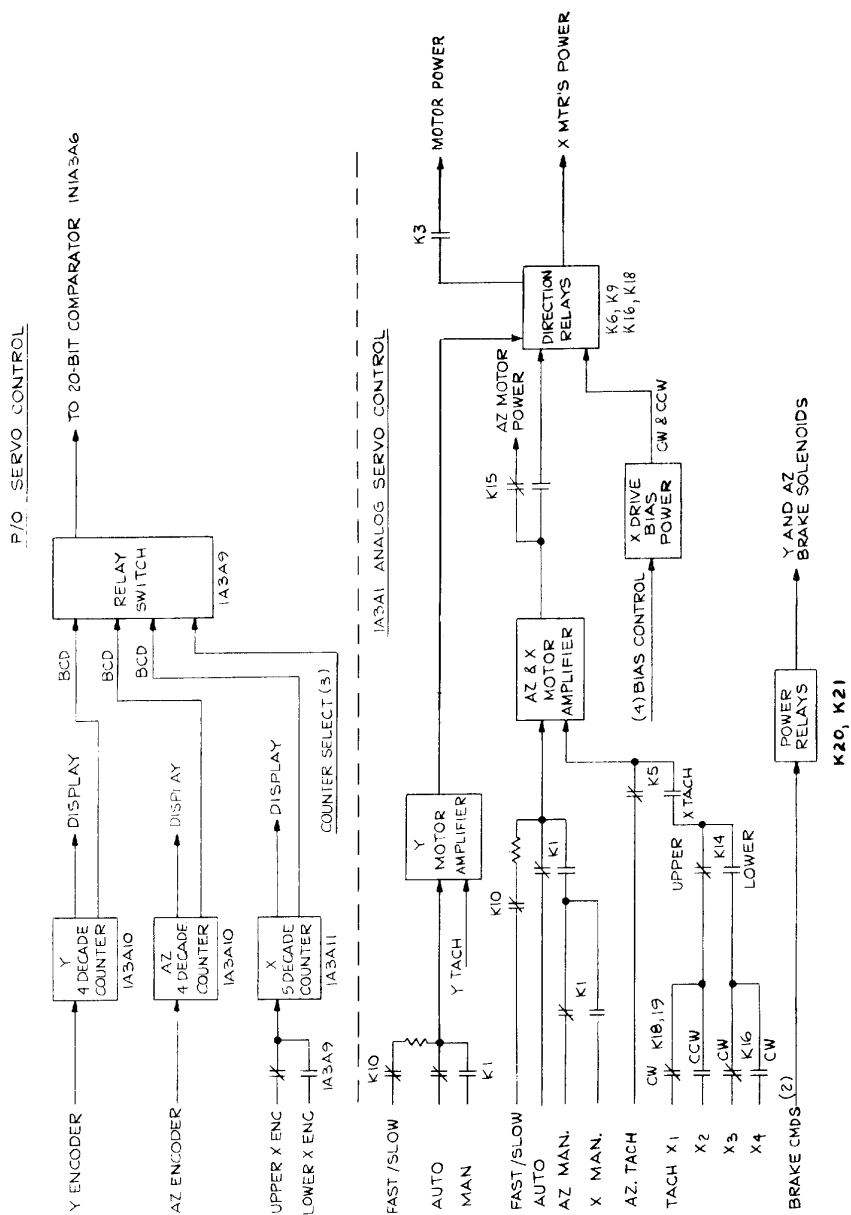 P/O SERVO CONTROL
Y ENCODER
Y
4 DECADE
COUNTER
1A3A10
DISPLAY
BCD
AZ ENCODER
AZ
4 DECADE
COUNTER
1A3A10
DISPLAY
BCD
UPPER X ENC
LOWER X ENC
1A3A9
X
5 DECADE
COUNTER
1A3A11
DISPLAY
BCD
COUNTER SELECT (3)
RELAY
SWITCH
1A3A9
TO 20-BIT COMPARATOR IN1A3A6
1A3A1 ANALOG SERVO CONTROL
FAST/SLOW
K10
AUTO
MAN
K1
Y TACH
Y
MOTOR
AMPLIFIER
K3
MOTOR POWER
FAST/SLOW
K10
AUTO
K1
AZ MAN.
X MAN.
K1
AZ & X
MOTOR
AMPLIFIER
K15
AZ MOTOR
POWER
DIRECTION
RELAYS
K6, K9
K16, K18
X MTR'S POWER
AZ. TACH
K5
X TACH
(4) BIAS CONTROL
X DRIVE
BIAS
POWER
CW & CCW
TACH X1
CW K18, 19
X2
CCW
UPPER
K14
X3
CW
K16
LOWER
X4
CW
BRAKE CMDS (2)
POWER
RELAYS
K20, K21
Y AND AZ
BRAKE SOLENOIDS